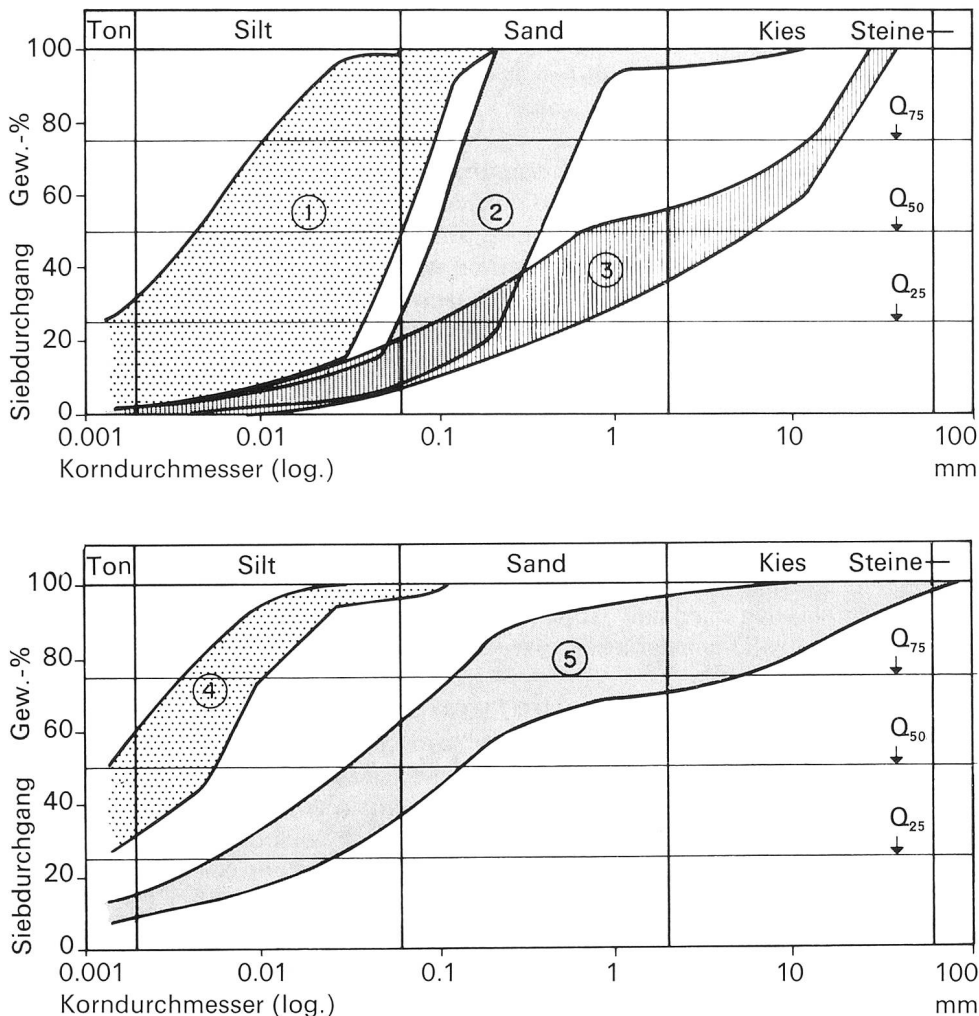 Ton Silt Sand Kies Steine
100
80
60
40
20
0
Siebdurchgang Gew.-%
1
2
3
Q75
Q50
Q25
0.001 0.01 0.1 1 10 100
Korndurchmesser (log.) mm
Ton Silt Sand Kies Steine
100
80
60
40
20
0
Siebdurchgang Gew.-%
4
5
Q75
Q50
Q25
0.001 0.01 0.1 1 10 100
Korndurchmesser (log.) mm